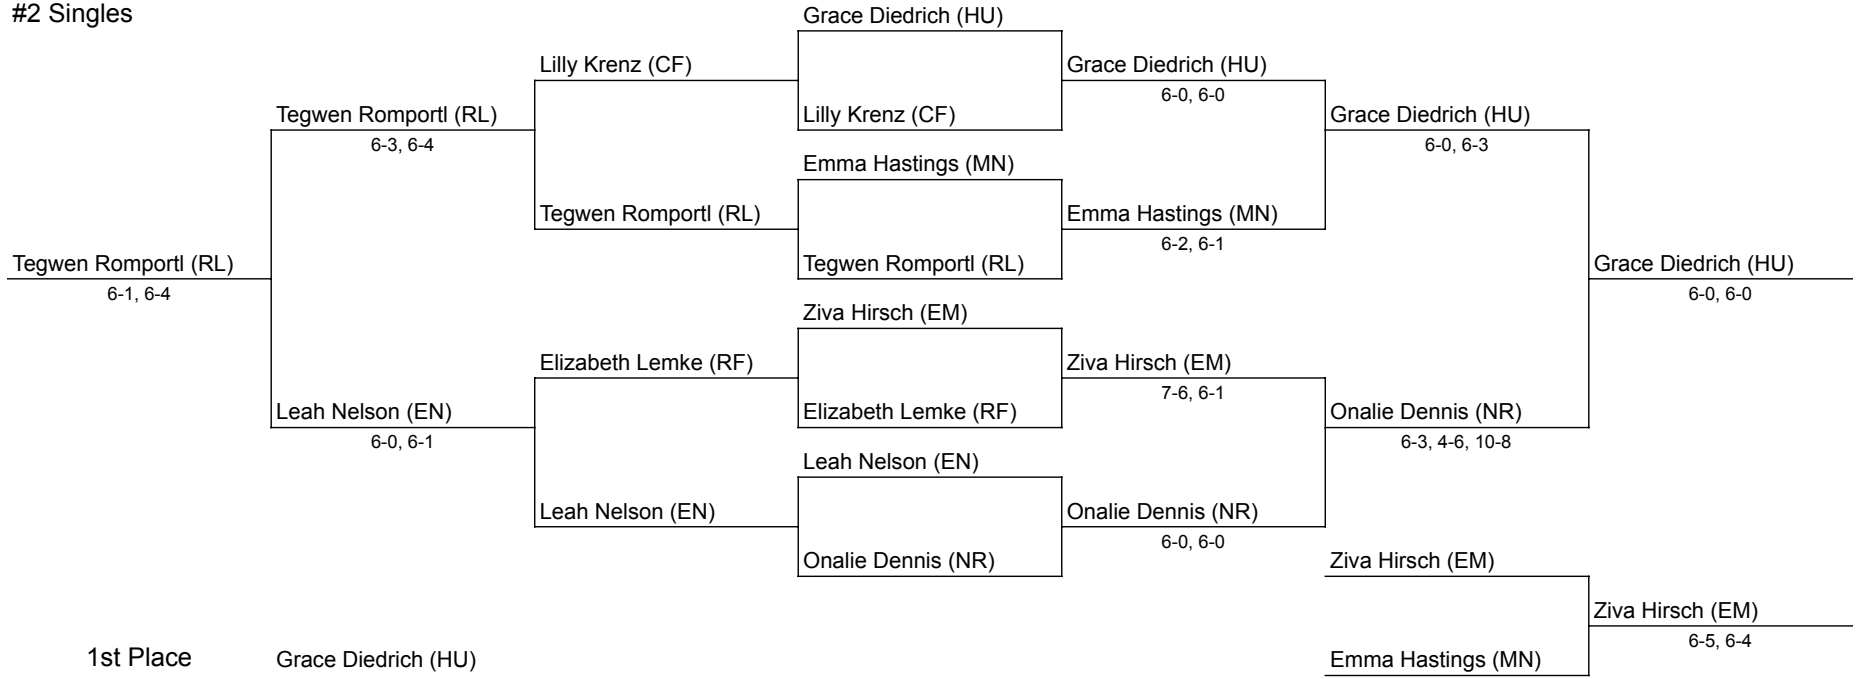 #2 Singles
Grace Diedrich (HU)
Lilly Krenz (CF)
Grace Diedrich (HU)
6-0, 6-0
Tegwen Romportl (RL)
6-3, 6-4
Lilly Krenz (CF)
Grace Diedrich (HU)
6-0, 6-3
Emma Hastings (MN)
Tegwen Romportl (RL)
Emma Hastings (MN)
6-2, 6-1
Tegwen Romportl (RL)
6-1, 6-4
Tegwen Romportl (RL)
Grace Diedrich (HU)
6-0, 6-0
Ziva Hirsch (EM)
Elizabeth Lemke (RF)
Ziva Hirsch (EM)
7-6, 6-1
Leah Nelson (EN)
6-0, 6-1
Elizabeth Lemke (RF)
Onalie Dennis (NR)
6-3, 4-6, 10-8
Leah Nelson (EN)
Leah Nelson (EN)
Onalie Dennis (NR)
6-0, 6-0
Onalie Dennis (NR)
Ziva Hirsch (EM)
Ziva Hirsch (EM)
6-5, 6-4
1st Place
Grace Diedrich (HU)
Emma Hastings (MN)